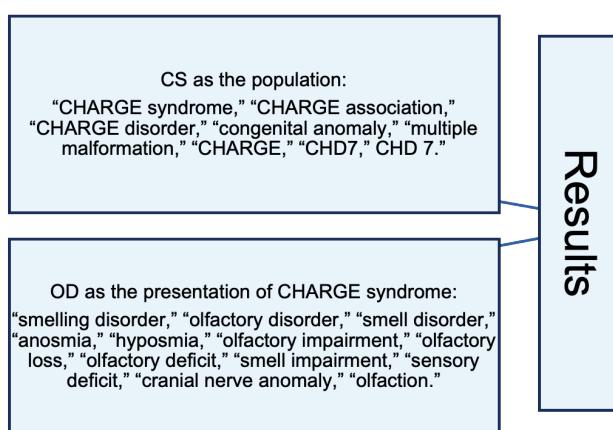 CS as the population:
“CHARGE syndrome,” “CHARGE association,”
“CHARGE disorder,” “congenital anomaly,” “multiple
malformation,” “CHARGE,” “CHD7,” CHD 7.”
OD as the presentation of CHARGE syndrome:
“smelling disorder,” “olfactory disorder,” “smell disorder,”
“anosmia,” “hyposmia,” “olfactory impairment,” “olfactory
loss,” “olfactory deficit,” “smell impairment,” “sensory
deficit,” “cranial nerve anomaly,” “olfaction.”
Results